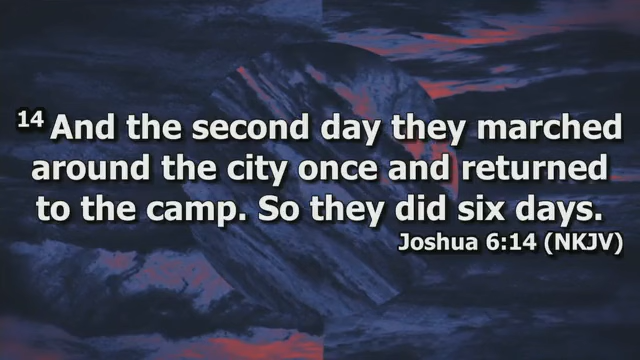 14 And the second day they marched
around the city once and returned
to the camp. So they did six days.
Joshua 6:14 (NKJV)